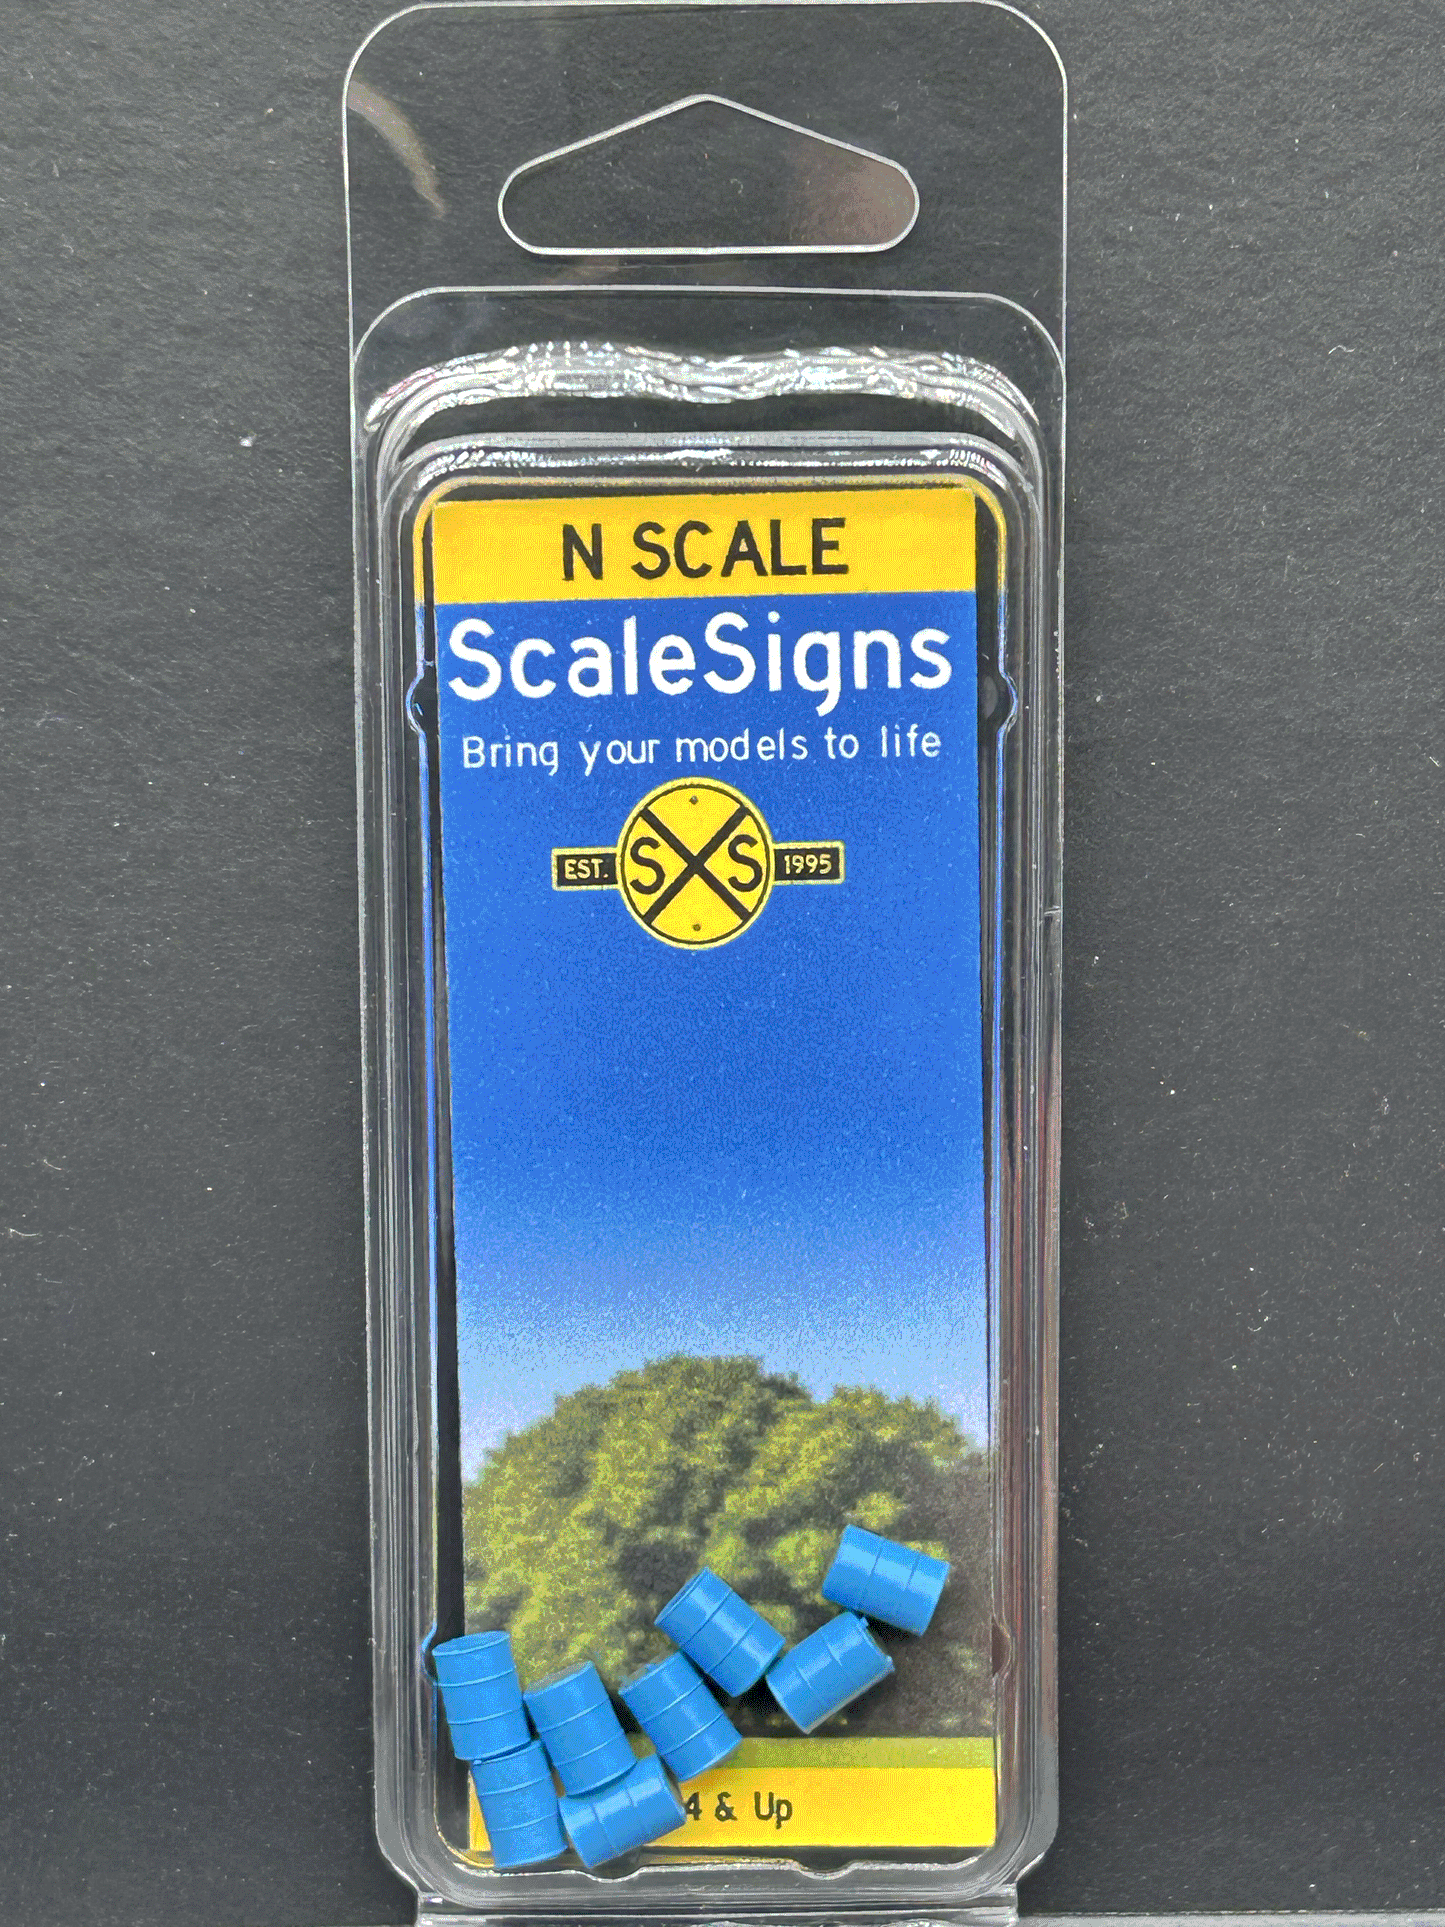 N SCALE
ScaleSigns
Bring your models to life
EST. S S 1995
4 & Up